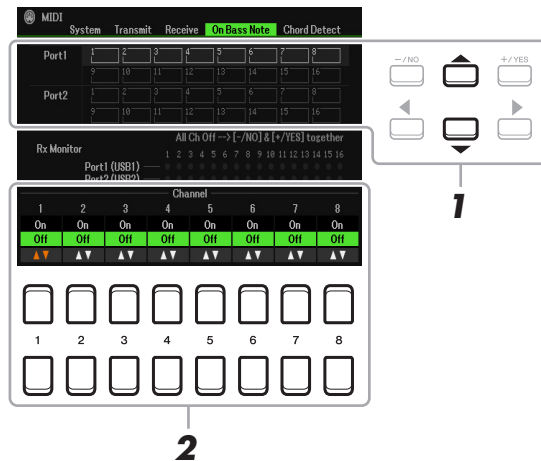 MIDI
System Transmit Receive On Bass Note Chord Detect
Port1 1 2 3 4 5 6 7 8
9 10 11 12 13 14 15 16
Port2 1 2 3 4 5 6 7 8
9 10 11 12 13 14 15 16
-/NO +/YES
1
All Ch Off --> [-/NO] & [+/YES] together
Rx Monitor 1 2 3 4 5 6 7 8 9 10 11 12 13 14 15 16
Port1 (USB1)
Port2 (USB2)
Channel
1 2 3 4 5 6 7 8
On On On On On On On On
Off Off Off Off Off Off Off Off
1 2 3 4 5 6 7 8
2